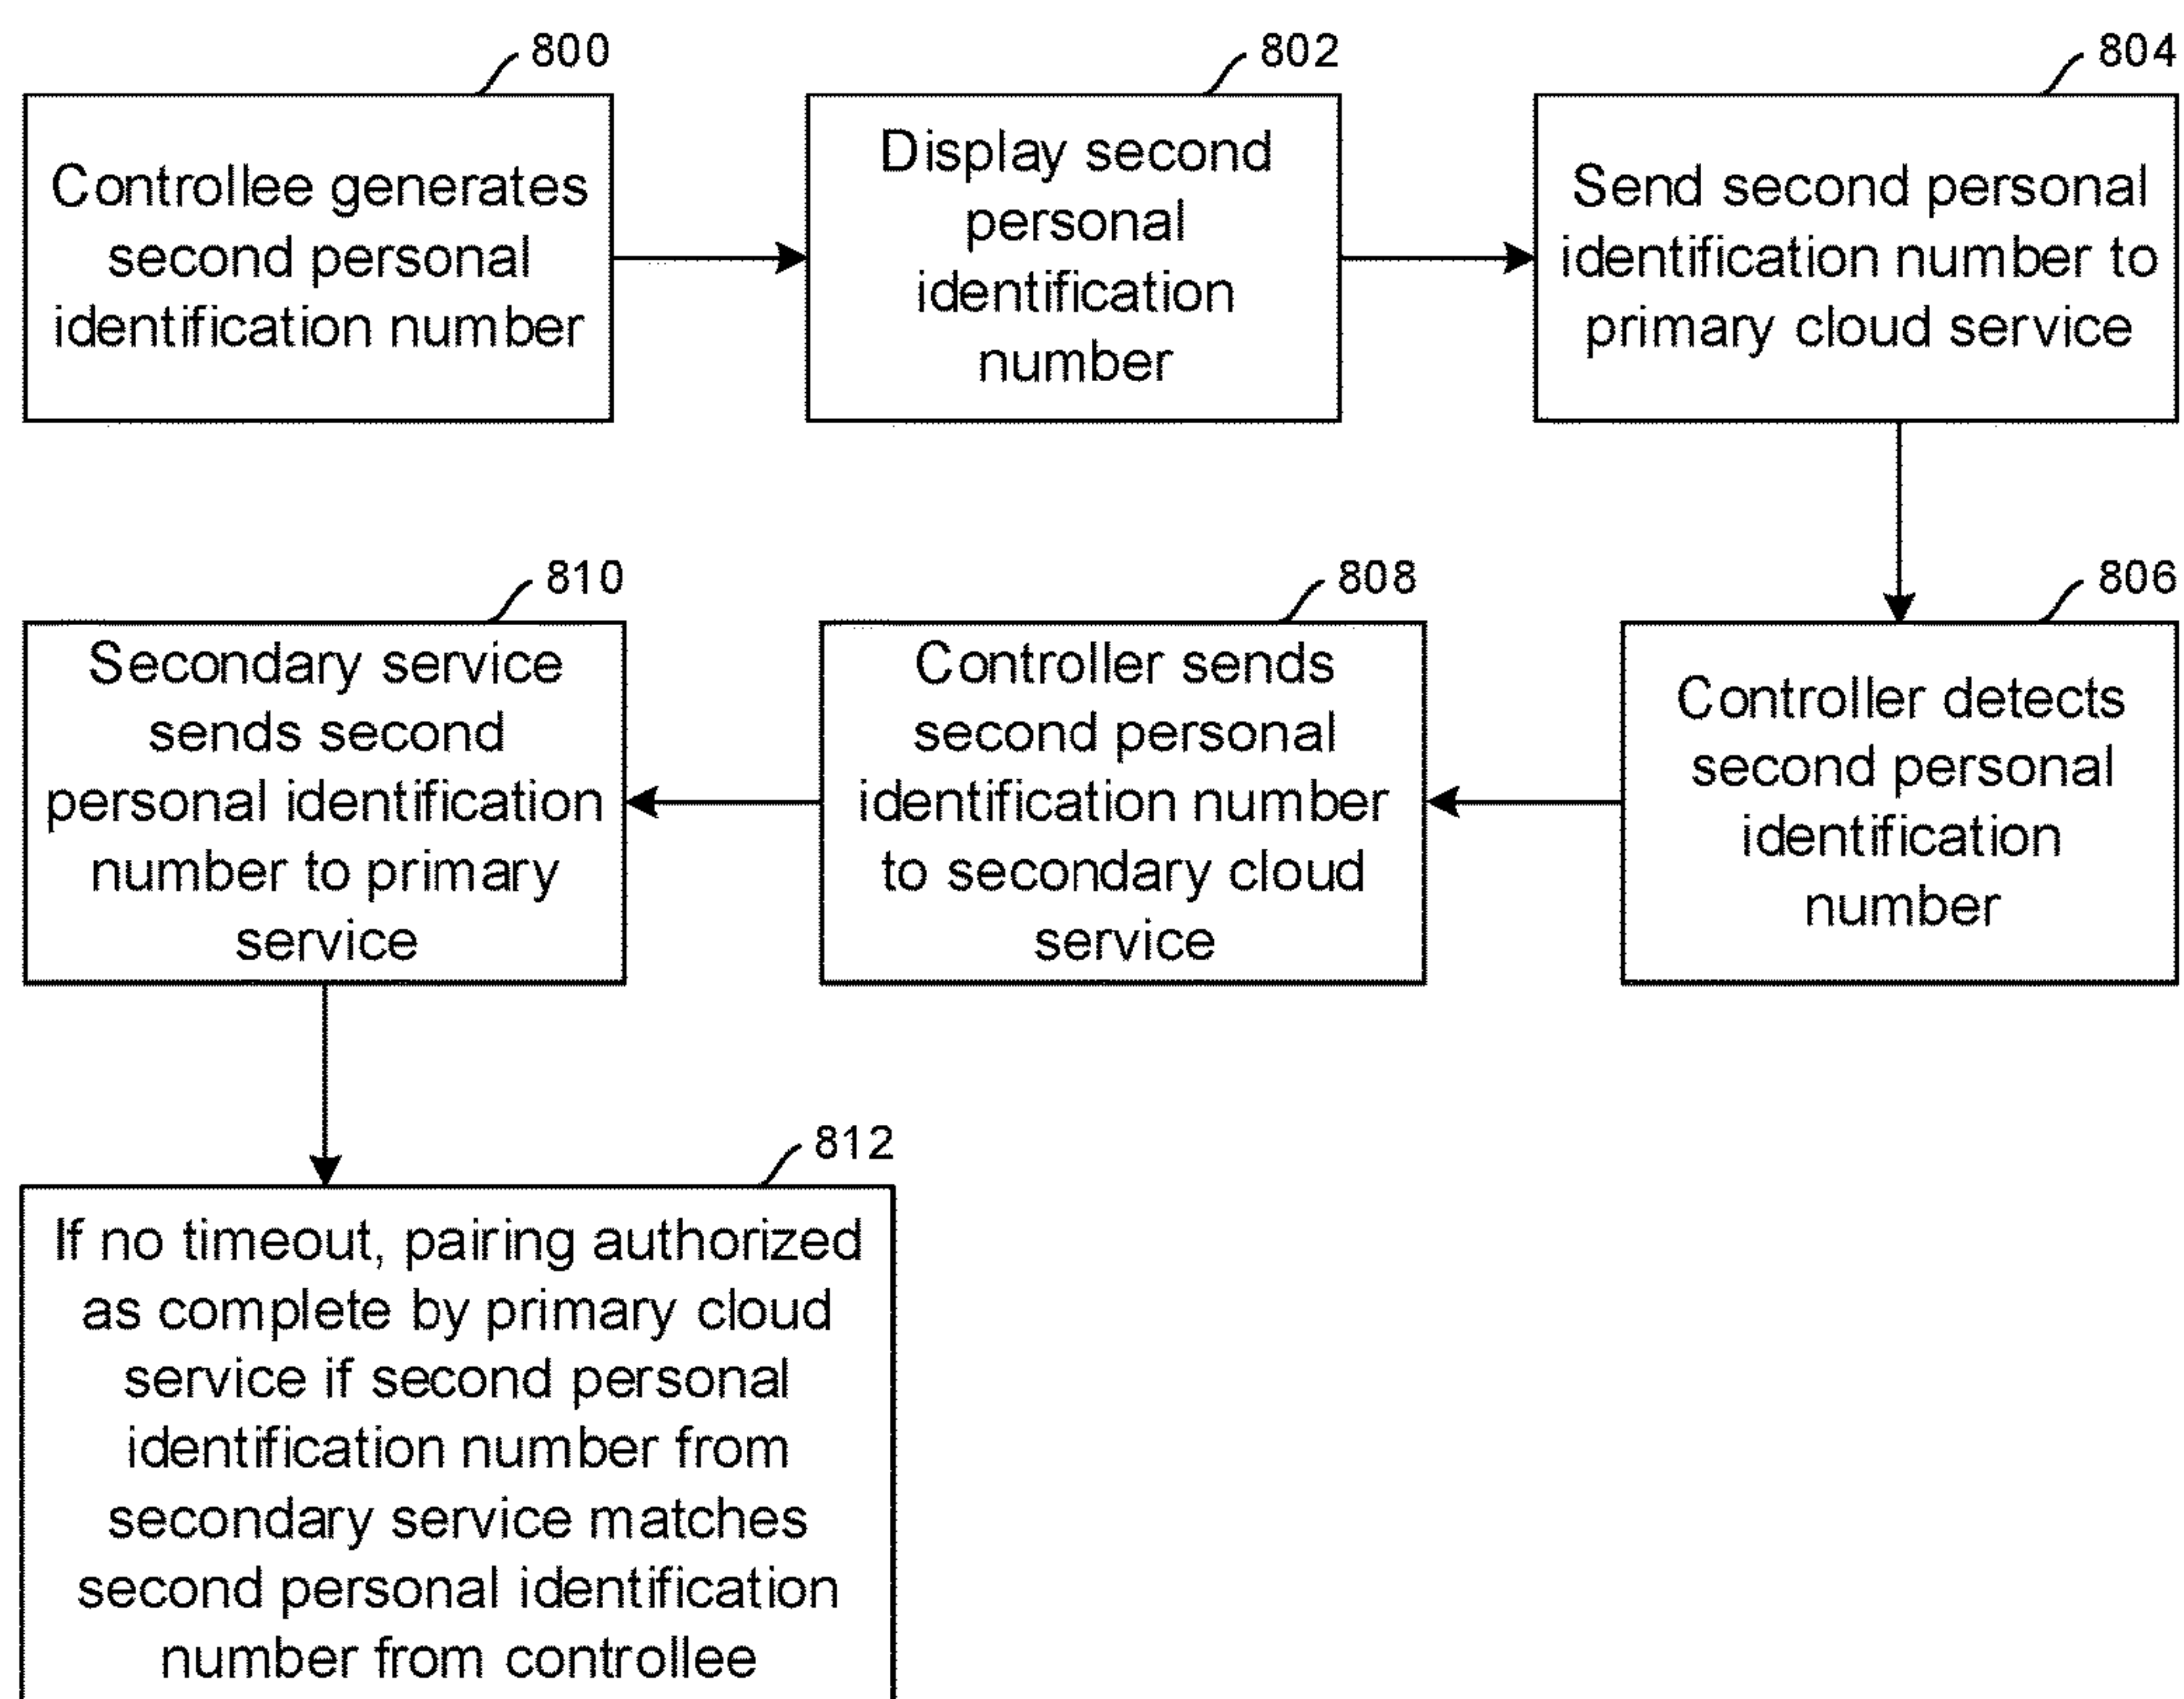 800
Controllee generates
second personal
identification number
802
Display second
personal
identification
number
804
Send second personal
identification number to
primary cloud service
806
Controller detects
second personal
identification
number
808
Controller sends
second personal
identification number
to secondary cloud
service
810
Secondary service
sends second
personal identification
number to primary
service
812
If no timeout, pairing authorized
as complete by primary cloud
service if second personal
identification number from
secondary service matches
second personal identification
number from controllee